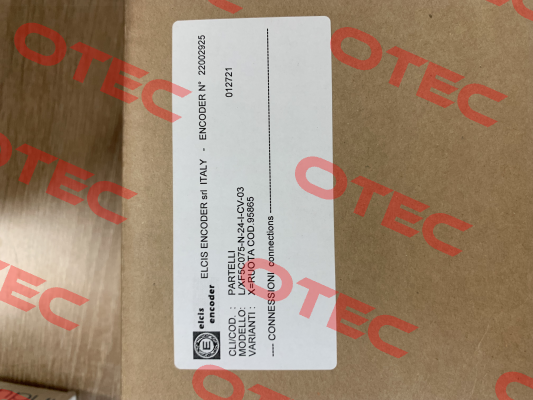 elcis
encoder
ELCIS ENCODER srl ITALY - ENCODER N° 22002925
CLI/COD. : PARTELLI 012721
MODELLO: L/XF5C075-N-24-I-CV-03
VARIANTI : X=RUOTA COD.95865
---- CONNESSIONI connections ----
OTEC
OTEC
OTEC
OTEC
OTEC
OTEC
OTEC